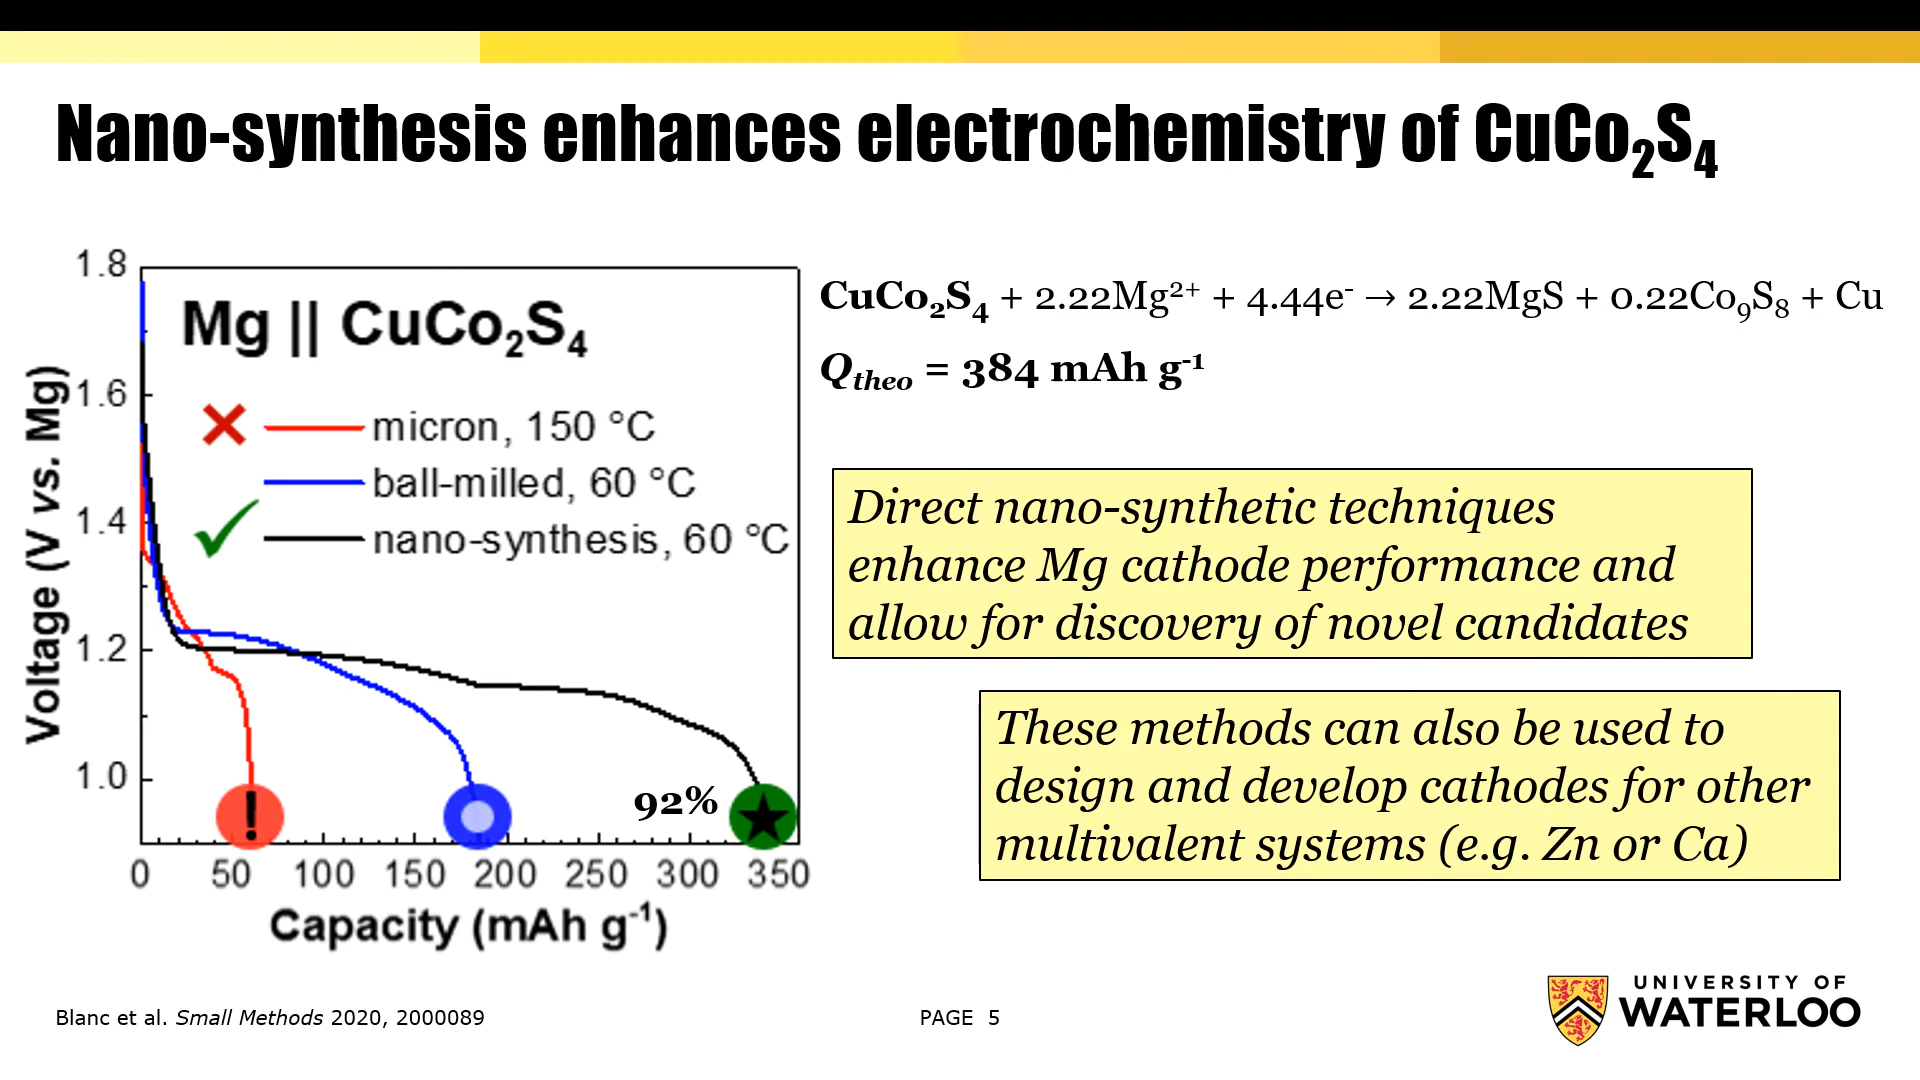 Nano-synthesis enhances electrochemistry of CuCo₂S₄
Mg || CuCo₂S₄
micron, 150 °C
ball-milled, 60 °C
nano-synthesis, 60 °C
Voltage (V vs. Mg)
1.8
1.6
1.4
1.2
1.0
!
92%
0 50 100 150 200 250 300 350
Capacity (mAh g⁻¹)
CuCo₂S₄ + 2.22Mg²⁺ + 4.44e⁻ → 2.22MgS + 0.22Co₉S₈ + Cu
Qtheo = 384 mAh g⁻¹
Direct nano-synthetic techniques
enhance Mg cathode performance and
allow for discovery of novel candidates
These methods can also be used to
design and develop cathodes for other
multivalent systems (e.g. Zn or Ca)
Blanc et al. Small Methods 2020, 2000089
PAGE 5
UNIVERSITY OF
WATERLOO